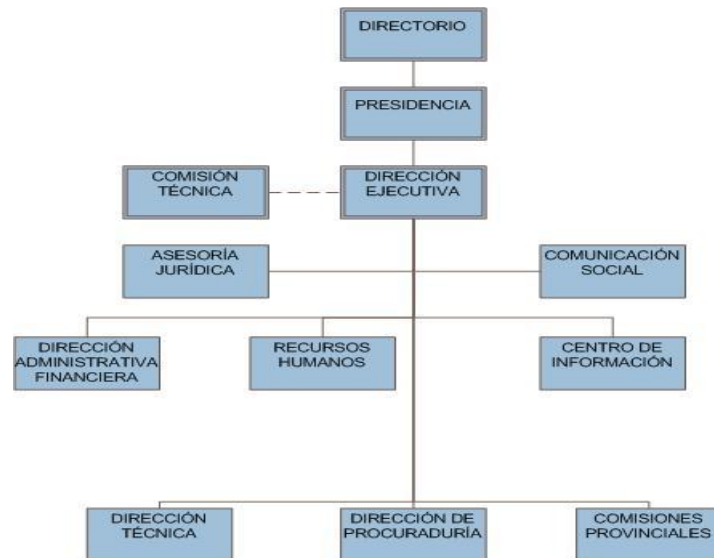 DIRECTORIO
PRESIDENCIA
COMISIÓN
TÉCNICA
DIRECCIÓN
EJECUTIVA
ASESORÍA
JURÍDICA
COMUNICACIÓN
SOCIAL
DIRECCIÓN
ADMINISTRATIVA
FINANCIERA
RECURSOS
HUMANOS
CENTRO DE
INFORMACIÓN
DIRECCIÓN
TÉCNICA
DIRECCIÓN DE
PROCURADURÍA
COMISIONES
PROVINCIALES